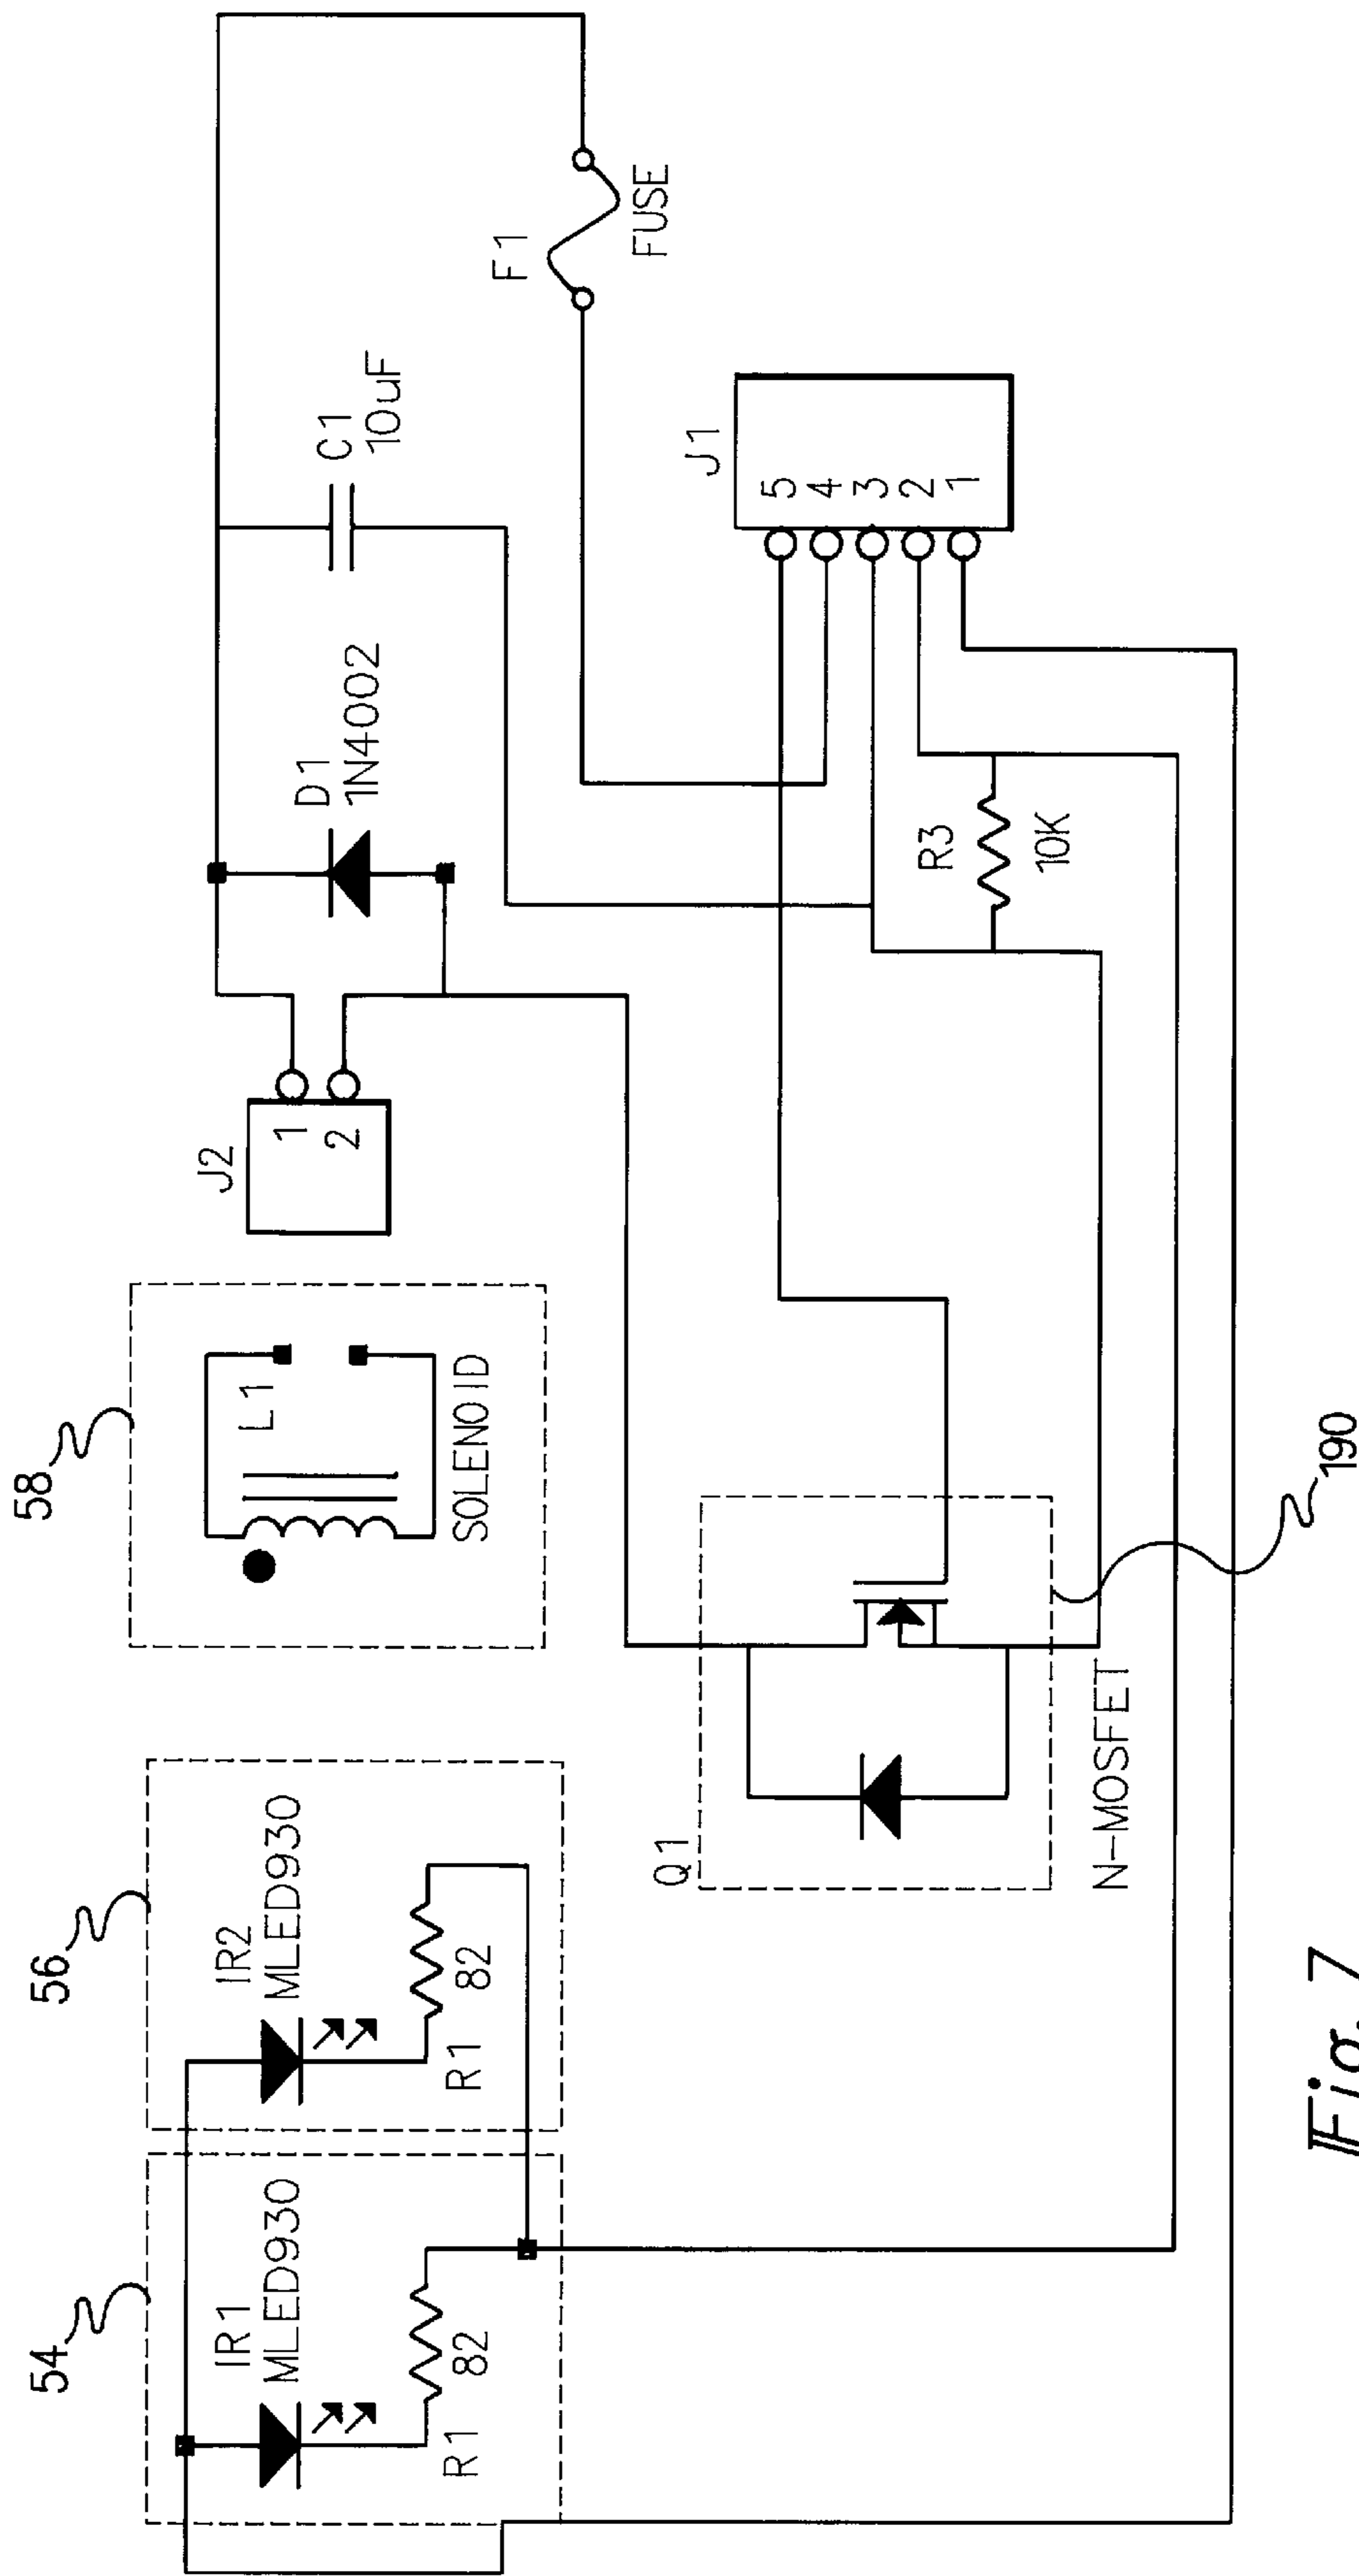 54
IR1
MLED930
R1
82
56
IR2
MLED930
R1
82
58
L1
SOLENOID
J2
1
2
D1
1N4002
C1
10uF
F1
FUSE
Q1
N-MOSFET
190
R3
10K
J1
5
4
3
2
1
Fig. 7